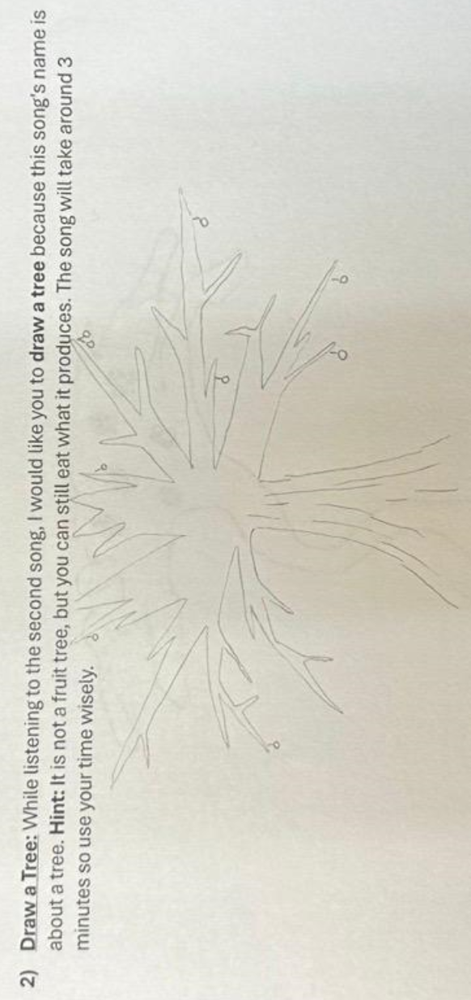 2) Draw a Tree: While listening to the second song, I would like you to draw a tree because this song's name is
about a tree. Hint: It is not a fruit tree, but you can still eat what it produces. The song will take around 3
minutes so use your time wisely.